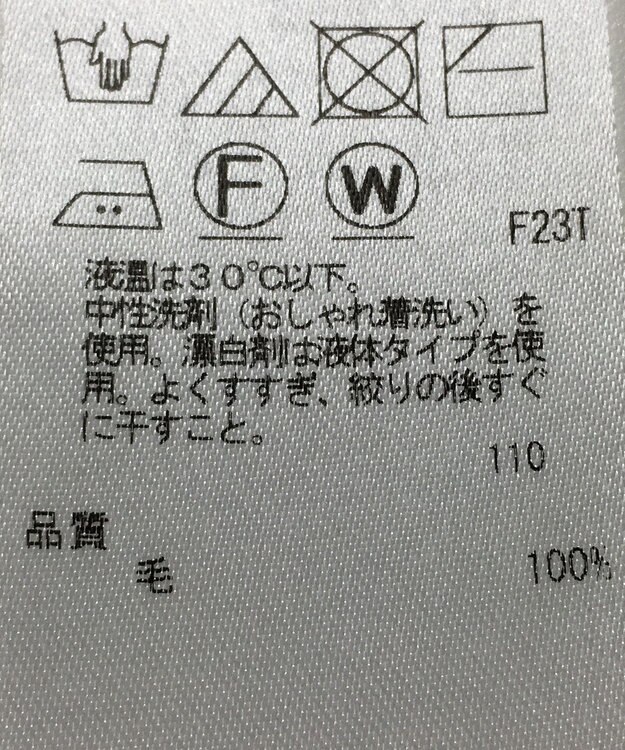 F
W
F23T
液温は30℃以下。
中性洗剤（おしゃれ着洗い）を
使用。漂白剤は液体タイプを使
用。よくすすぎ、絞りの後すぐ
に干すこと。
110
品質
毛 100%